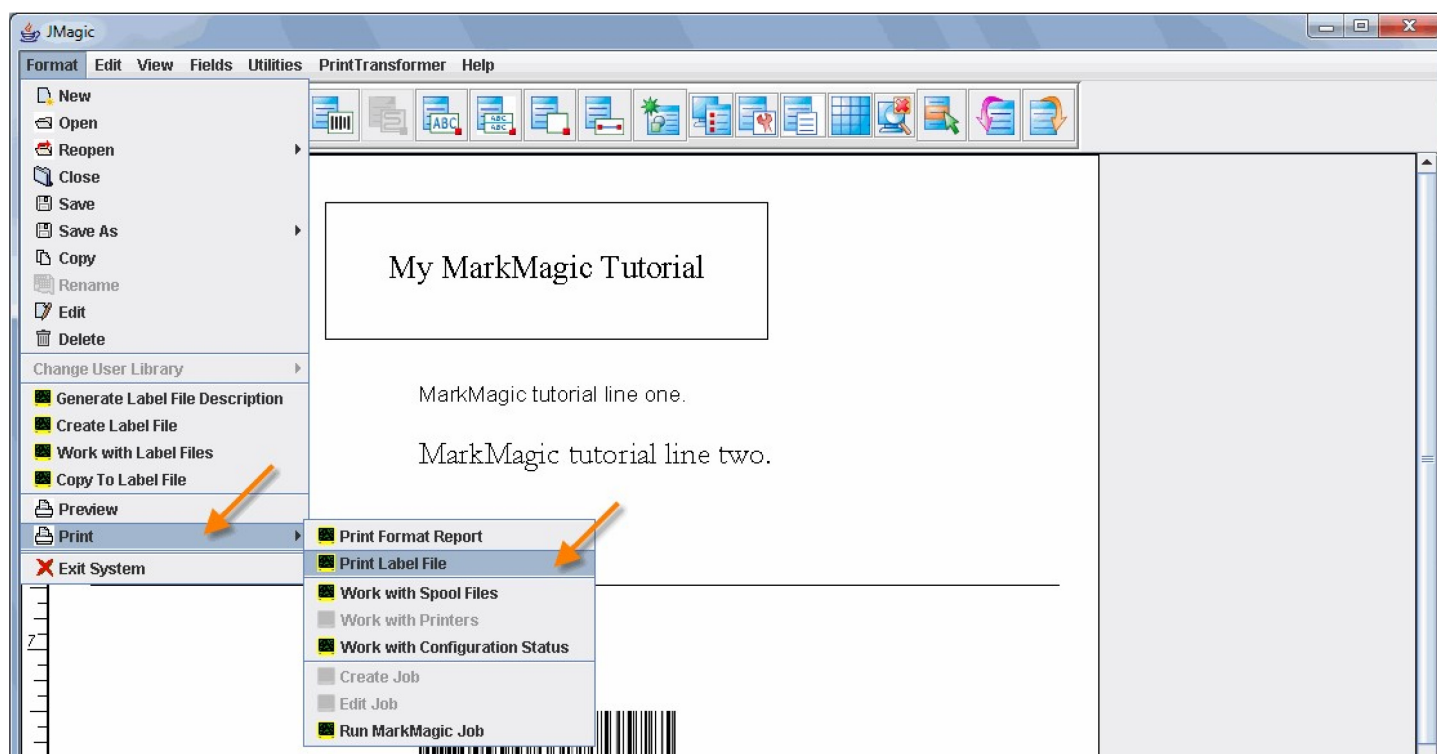 JMagic
Format Edit View Fields Utilities PrintTransformer Help
New
Open
Reopen
Close
Save
Save As
Copy
Rename
Edit
Delete
Change User Library
Generate Label File Description
Create Label File
Work with Label Files
Copy To Label File
Preview
Print
Exit System
Print Format Report
Print Label File
Work with Spool Files
Work with Printers
Work with Configuration Status
Create Job
Edit Job
Run MarkMagic Job
ABC
ABC
ABC
My MarkMagic Tutorial
MarkMagic tutorial line one.
MarkMagic tutorial line two.
7